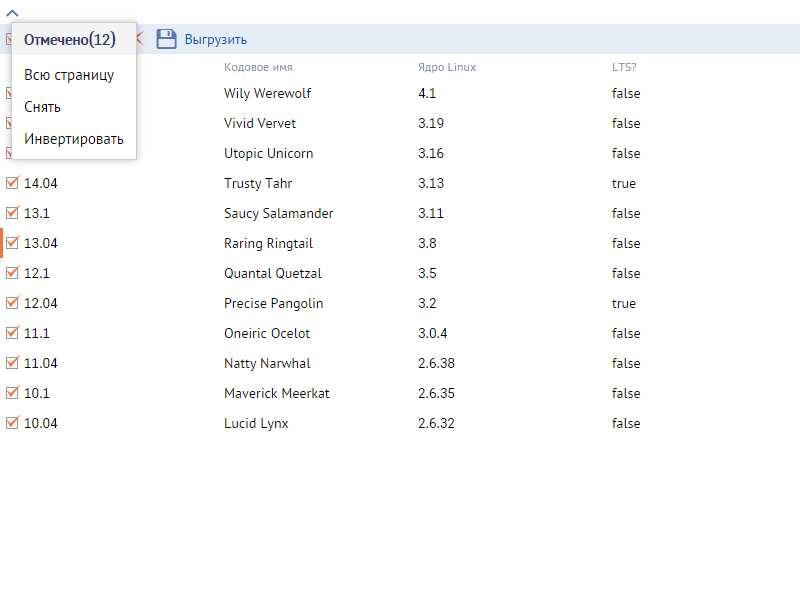 Отмечено(12) Выгрузить
Всю страницу
Снять
Инвертировать
Кодовое имя Ядро Linux LTS?
Wily Werewolf 4.1 false
Vivid Vervet 3.19 false
Utopic Unicorn 3.16 false
14.04 Trusty Tahr 3.13 true
13.1 Saucy Salamander 3.11 false
13.04 Raring Ringtail 3.8 false
12.1 Quantal Quetzal 3.5 false
12.04 Precise Pangolin 3.2 true
11.1 Oneiric Ocelot 3.0.4 false
11.04 Natty Narwhal 2.6.38 false
10.1 Maverick Meerkat 2.6.35 false
10.04 Lucid Lynx 2.6.32 false